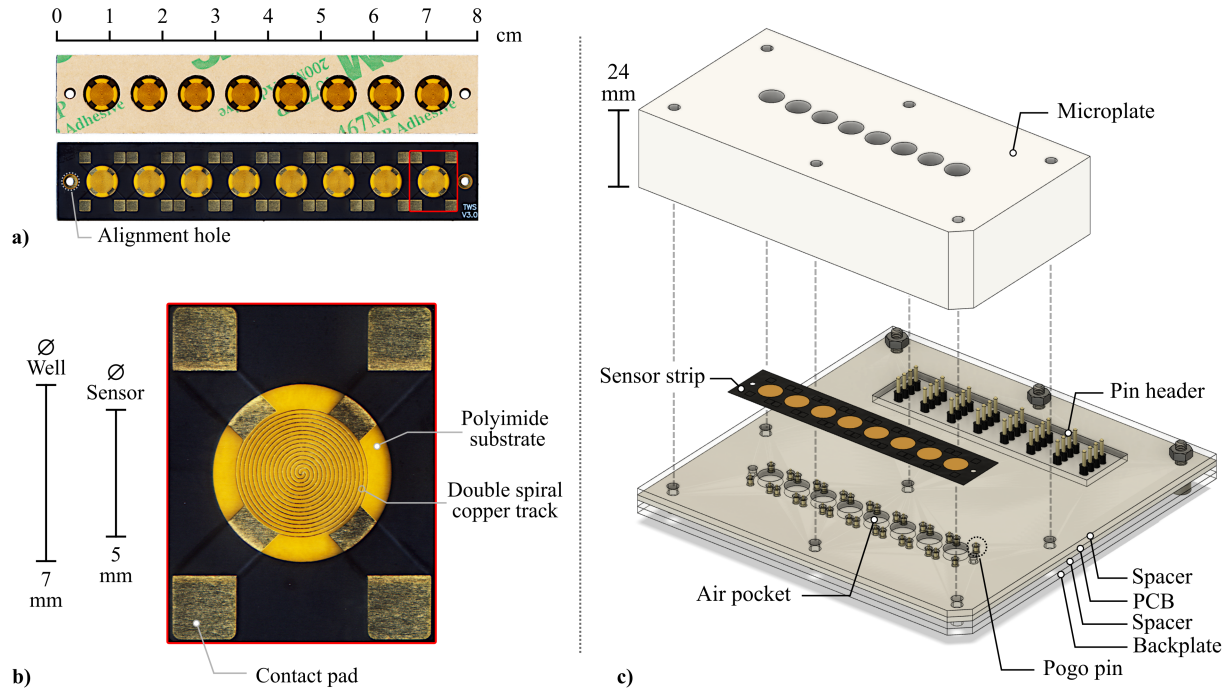 0 1 2 3 4 5 6 7 8
cm
200MP
467MP
Adhesive
467MP
Adhesive
TWS
V3.0
Alignment hole
a)
Ø
Well
Ø
Sensor
7
mm
5
mm
Polyimide
substrate
Double spiral
copper track
Contact pad
b)
24
mm
Microplate
Sensor strip
Pin header
Air pocket
Spacer
PCB
Spacer
Backplate
Pogo pin
c)